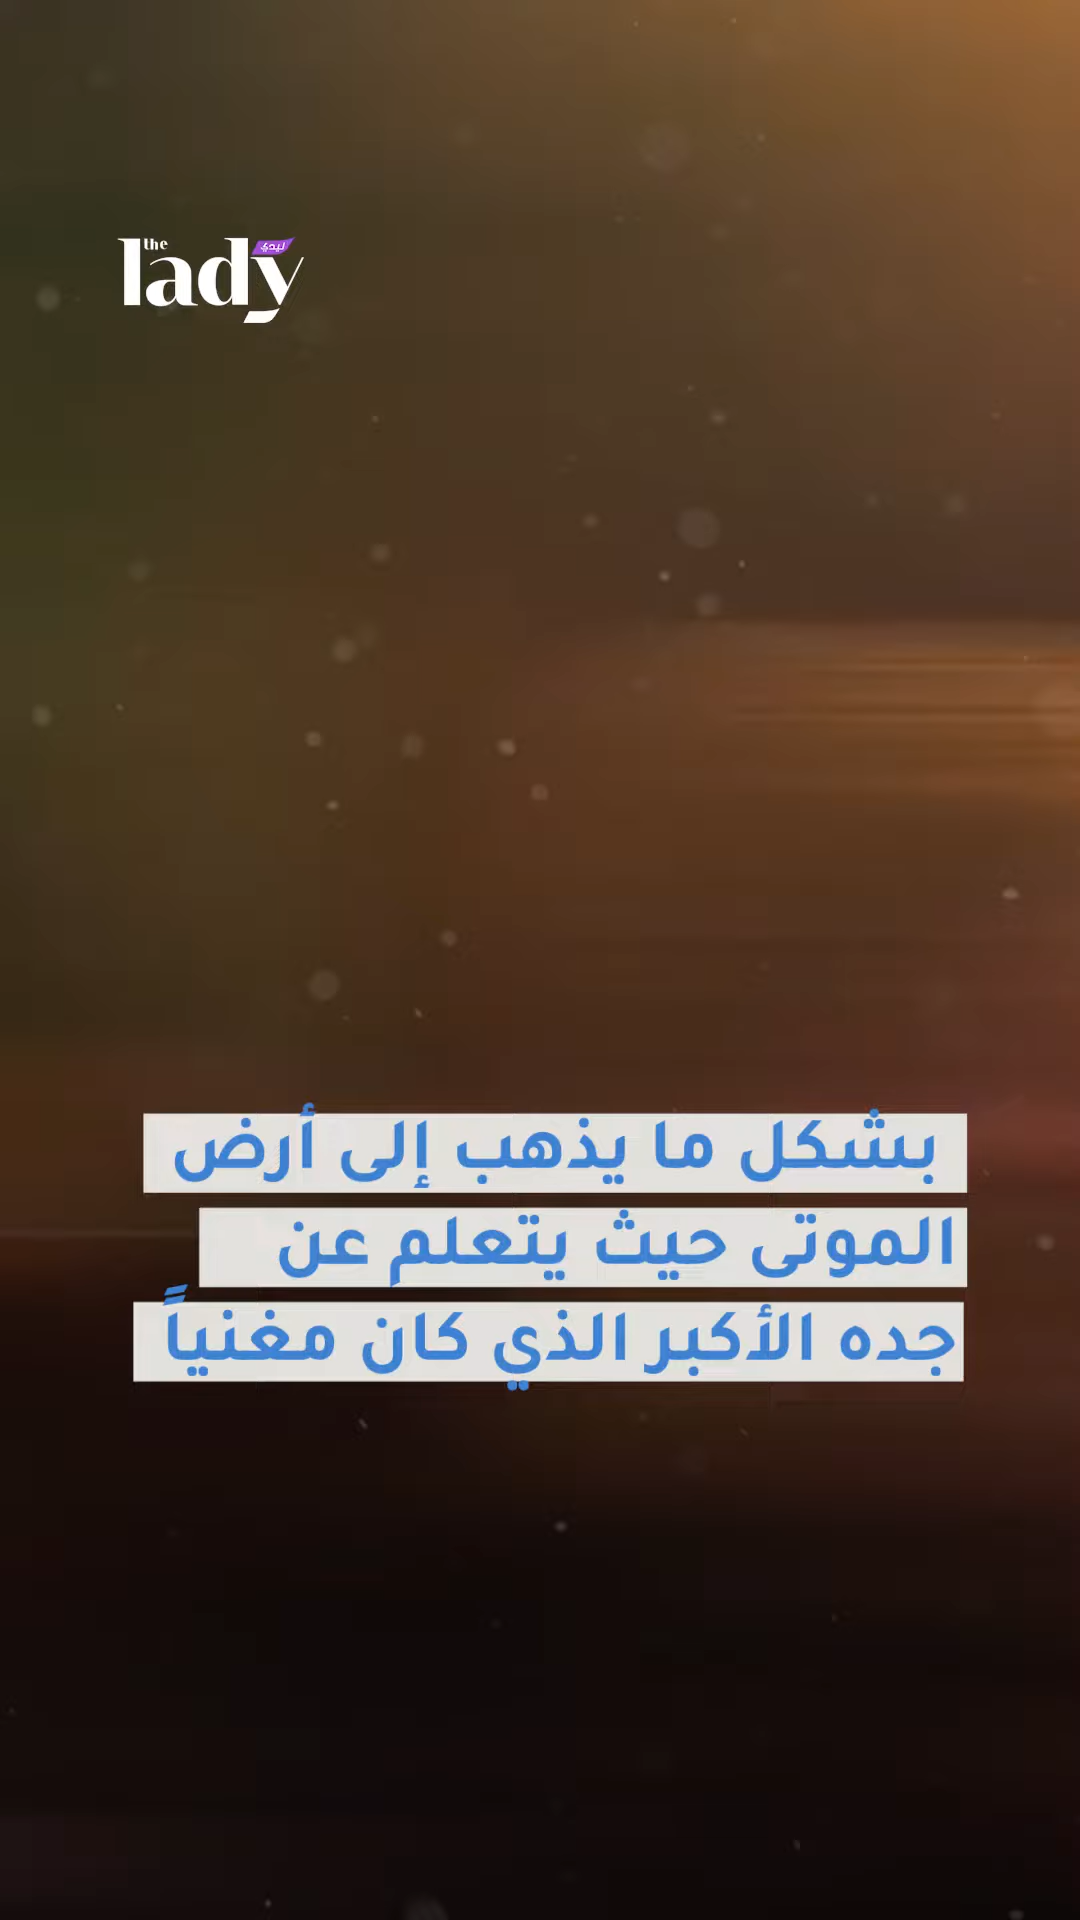 the
lady
ليدي
بشكل ما يذهب إلى أرض
الموتى حيث يتعلم عن
جده الأكبر الذي كان مغنياً